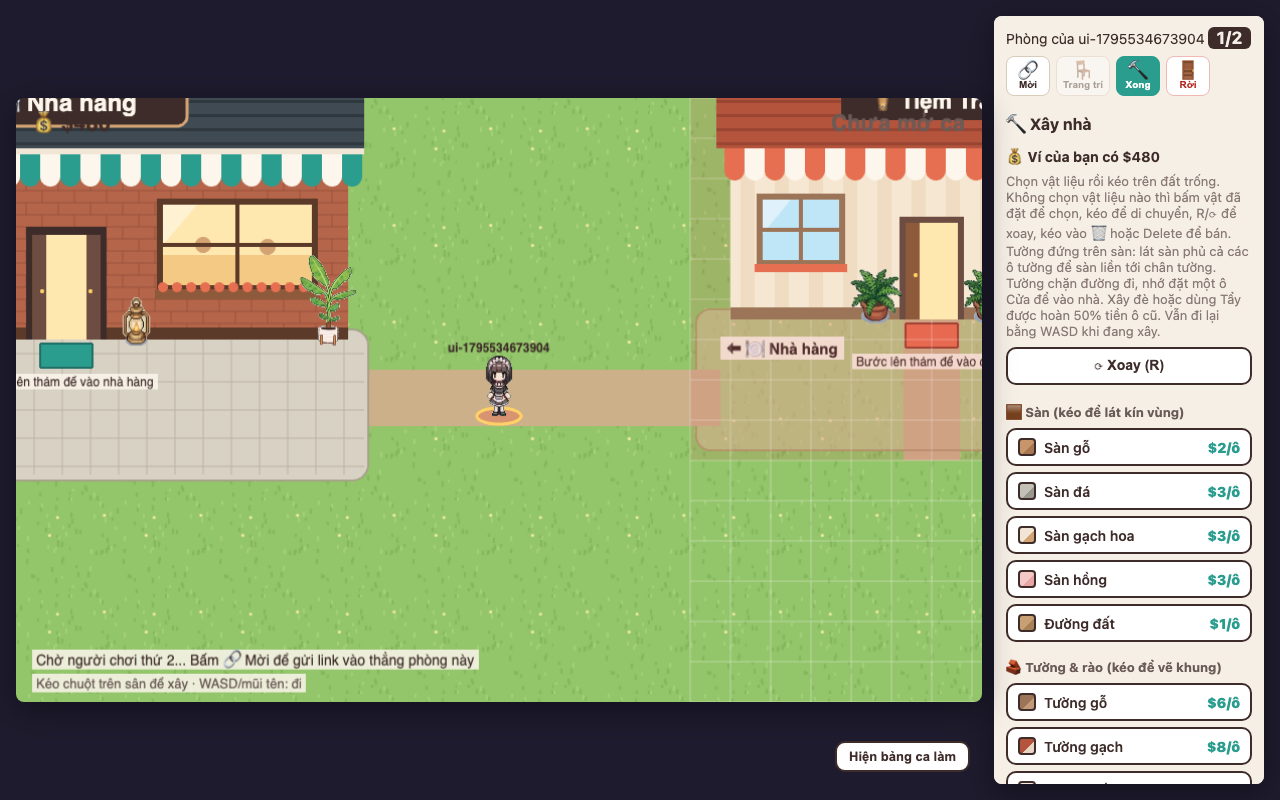 Nhà hàng
$480
Tiệm
Chưa mở ca
ui-1795534673904
Nhà hàng
Bước lên thảm để vào
ên thảm để vào nhà hàng
Chờ người chơi thứ 2... Bấm Mời để gửi link vào thẳng phòng này
Kéo chuột trên sân để xây · WASD/mũi tên: đi
Hiện bảng ca làm
Phòng của ui-1795534673904 1/2
Mời
Trang trí
Xong
Rời
Xây nhà
Ví của bạn có $480
Chọn vật liệu rồi kéo trên đất trống.
Không chọn vật liệu nào thì bấm vật đã
đặt để chọn, kéo để di chuyển, R/⟳ để
xoay, kéo vào 🗑️ hoặc Delete để bán.
Tường đứng trên sàn: lát sàn phủ cả các
ô tường để sàn liền tới chân tường.
Tường chặn đường đi, nhớ đặt một ô
Cửa để vào nhà. Xây đè hoặc dùng Tẩy
được hoàn 50% tiền ô cũ. Vẫn đi lại
bằng WASD khi đang xây.
⟳ Xoay (R)
Sàn (kéo để lát kín vùng)
Sàn gỗ $2/ô
Sàn đá $3/ô
Sàn gạch hoa $3/ô
Sàn hồng $3/ô
Đường đất $1/ô
Tường & rào (kéo để vẽ khung)
Tường gỗ $6/ô
Tường gạch $8/ô